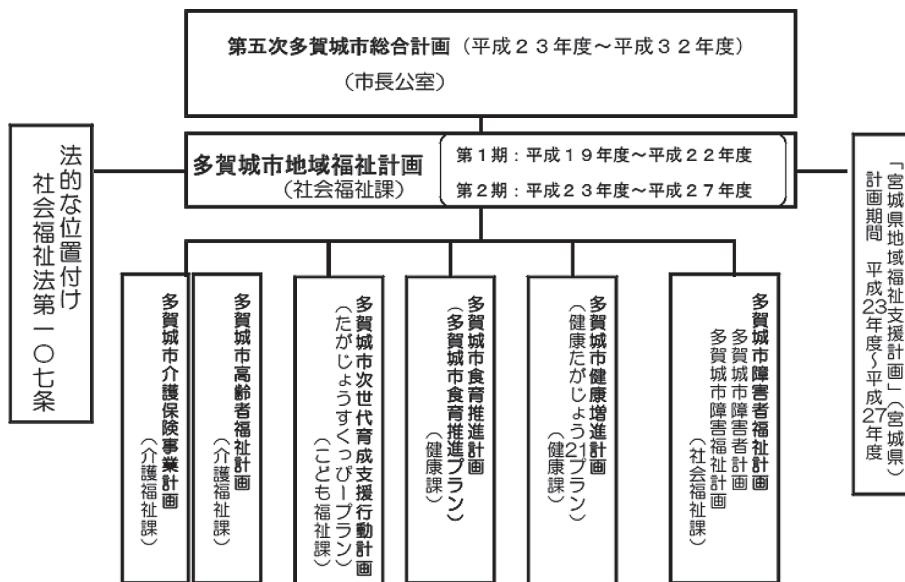 第五次多賀城市総合計画（平成２３年度～平成３２年度）
（市長公室）
多賀城市地域福祉計画
（社会福祉課）
第１期：平成１９年度～平成２２年度
第２期：平成２３年度～平成２７年度
法的な位置付け
社会福祉法第一〇七条
「宮城県地域福祉支援計画」（宮城県）
計画期間　平成23年度～平成27年度
多賀城市障害者福祉計画
多賀城市障害者計画
多賀城市障害福祉計画
（社会福祉課）
多賀城市健康増進計画
（健康たがじょう21プラン）
（健康課）
多賀城市食育推進計画
（多賀城市食育推進プラン）
（健康課）
多賀城市次世代育成支援行動計画
（たがじょうすくっぴープラン）
（こども福祉課）
多賀城市高齢者福祉計画
（介護福祉課）
多賀城市介護保険事業計画
（介護福祉課）